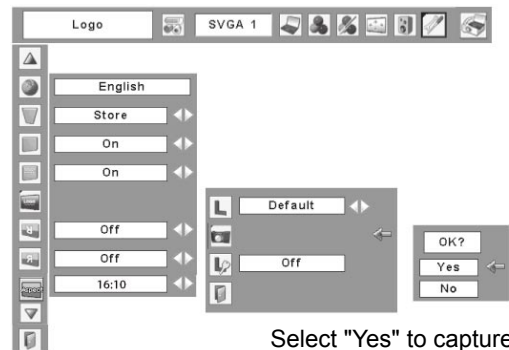 Logo
SVGA 1
English
Store
On
On
Default
Off
Off
Off
16:10
OK?
Yes
No
Select "Yes" to capture